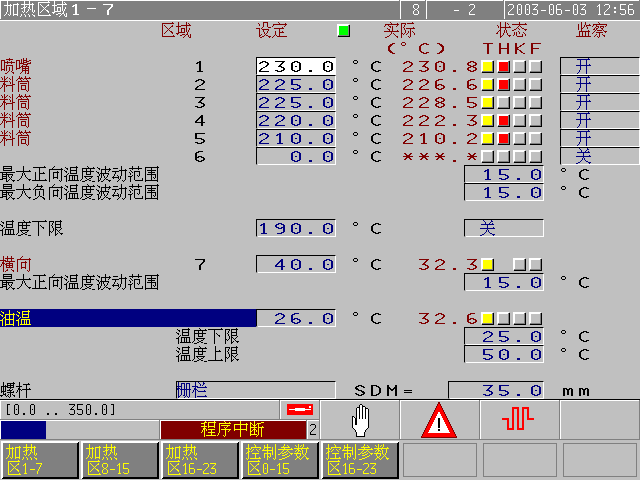 加热区域1-7 8 - 2 2003-06-03 12:56
区域 设定 实际 状态 监察
(°C) T H K F
喷嘴 1 230.0 °C 230.8 开
料筒 2 225.0 °C 226.6 开
料筒 3 225.0 °C 228.5 开
料筒 4 220.0 °C 222.3 开
料筒 5 210.0 °C 210.2 开
6 0.0 °C ***.* 关
最大正向温度波动范围 15.0 °C
最大负向温度波动范围 15.0 °C
温度下限 190.0 °C 关
横向 7 40.0 °C 32.3
最大正向温度波动范围 15.0 °C
油温 26.0 °C 32.6
温度下限 25.0 °C
温度上限 50.0 °C
螺杆 栅栏 SDM= 35.0 mm
[0.0 .. 350.0]
程序中断 2
加热 加热 加热 控制参数 控制参数
区1-7 区8-15 区16-23 区0-15 区16-23